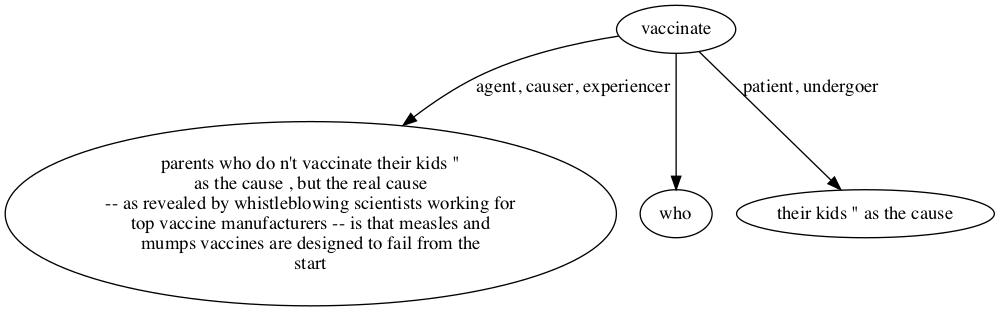 vaccinate
agent, causer, experiencer
patient, undergoer
parents who do n't vaccinate their kids "
as the cause , but the real cause
-- as revealed by whistleblowing scientists working for
top vaccine manufacturers -- is that measles and
mumps vaccines are designed to fail from the
start
who
their kids " as the cause